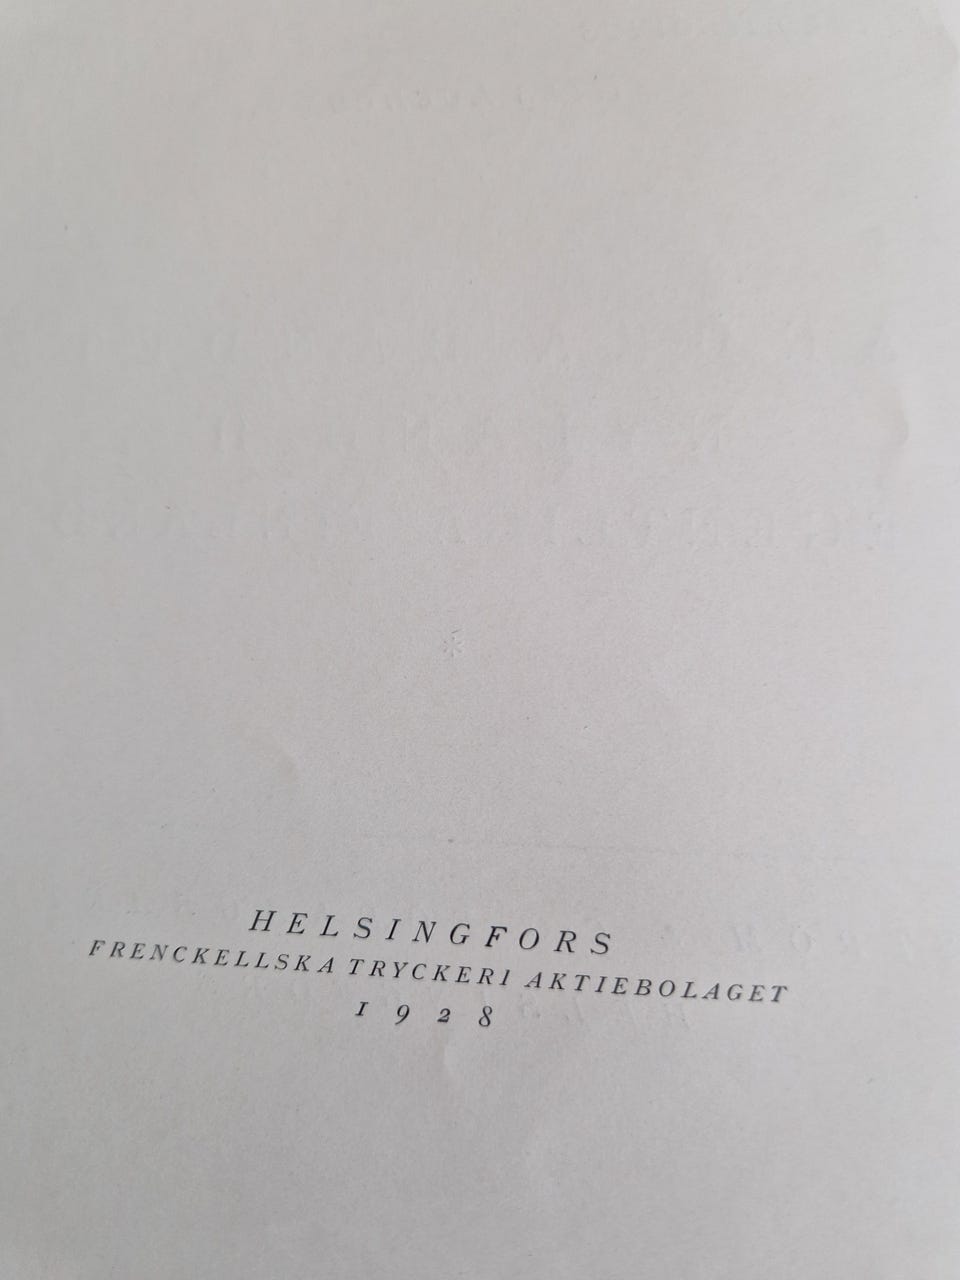 HELSINGFORS
FRENCKELLSKA TRYCKERI AKTIEBOLAGET
1928